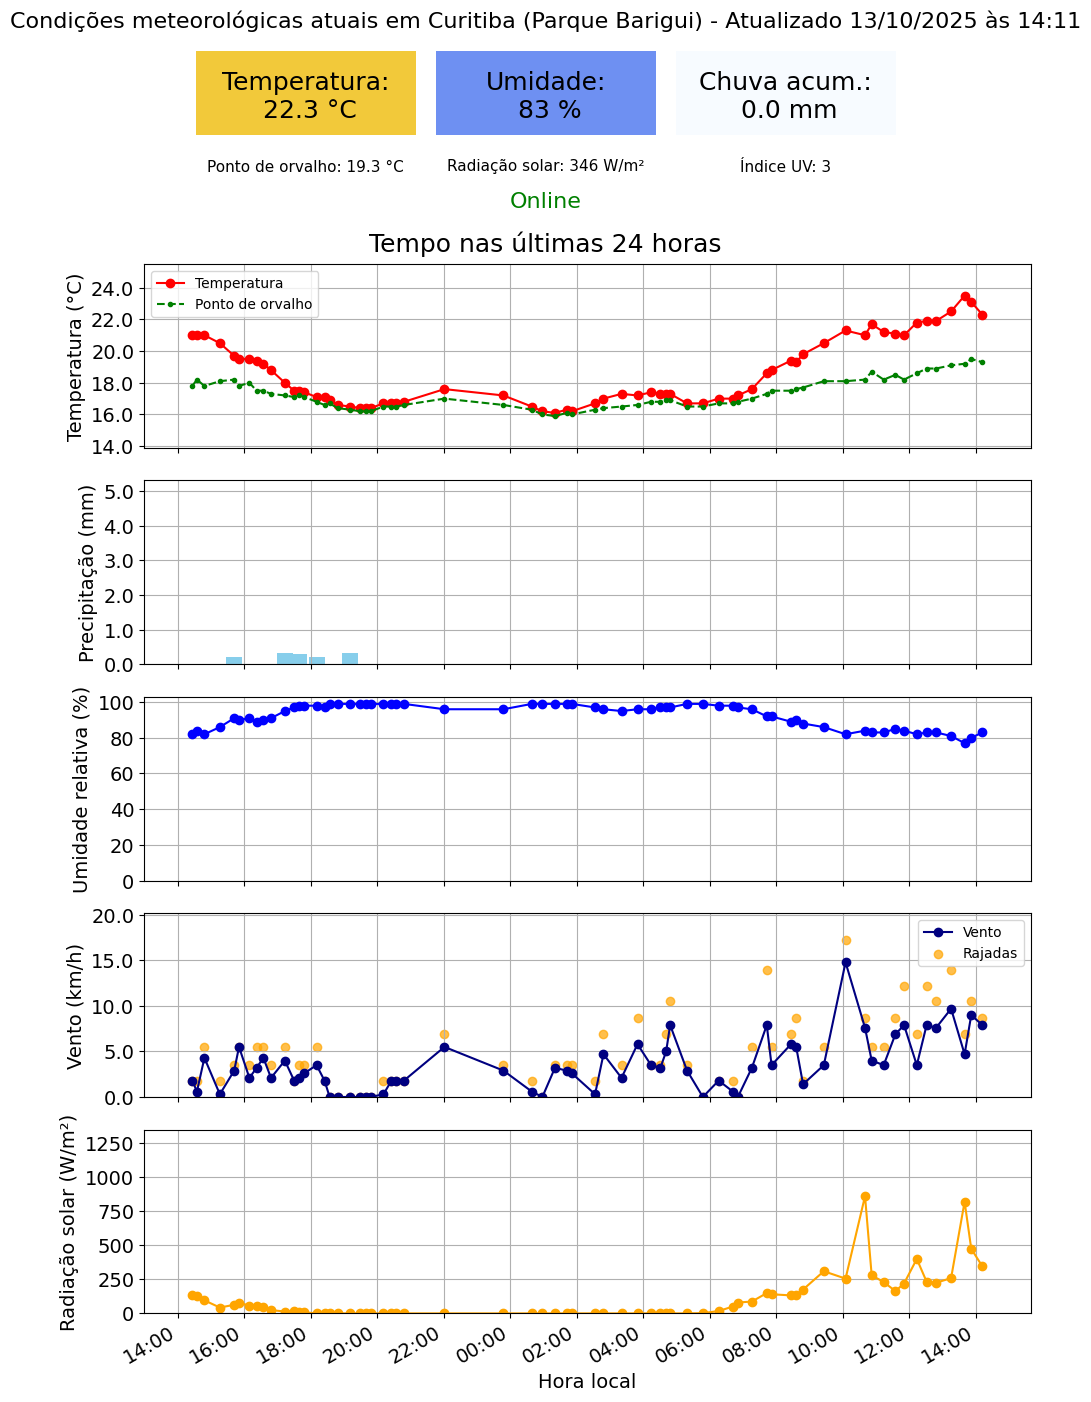 Condições meteorológicas atuais em Curitiba (Parque Barigui) - Atualizado 13/10/2025 às 14:11
Temperatura:
22.3 °C
Umidade:
83 %
Chuva acum.:
0.0 mm
Ponto de orvalho: 19.3 °C
Radiação solar: 346 W/m²
Índice UV: 3
Online
Tempo nas últimas 24 horas
Temperatura (°C)
24.0
22.0
20.0
18.0
16.0
14.0
Temperatura
Ponto de orvalho
Precipitação (mm)
5.0
4.0
3.0
2.0
1.0
0.0
Umidade relativa (%)
100
80
60
40
20
0
Vento (km/h)
20.0
15.0
10.0
5.0
0.0
Vento
Rajadas
Radiação solar (W/m²)
1250
1000
750
500
250
0
14:00
16:00
18:00
20:00
22:00
00:00
02:00
04:00
06:00
08:00
10:00
12:00
14:00
Hora local